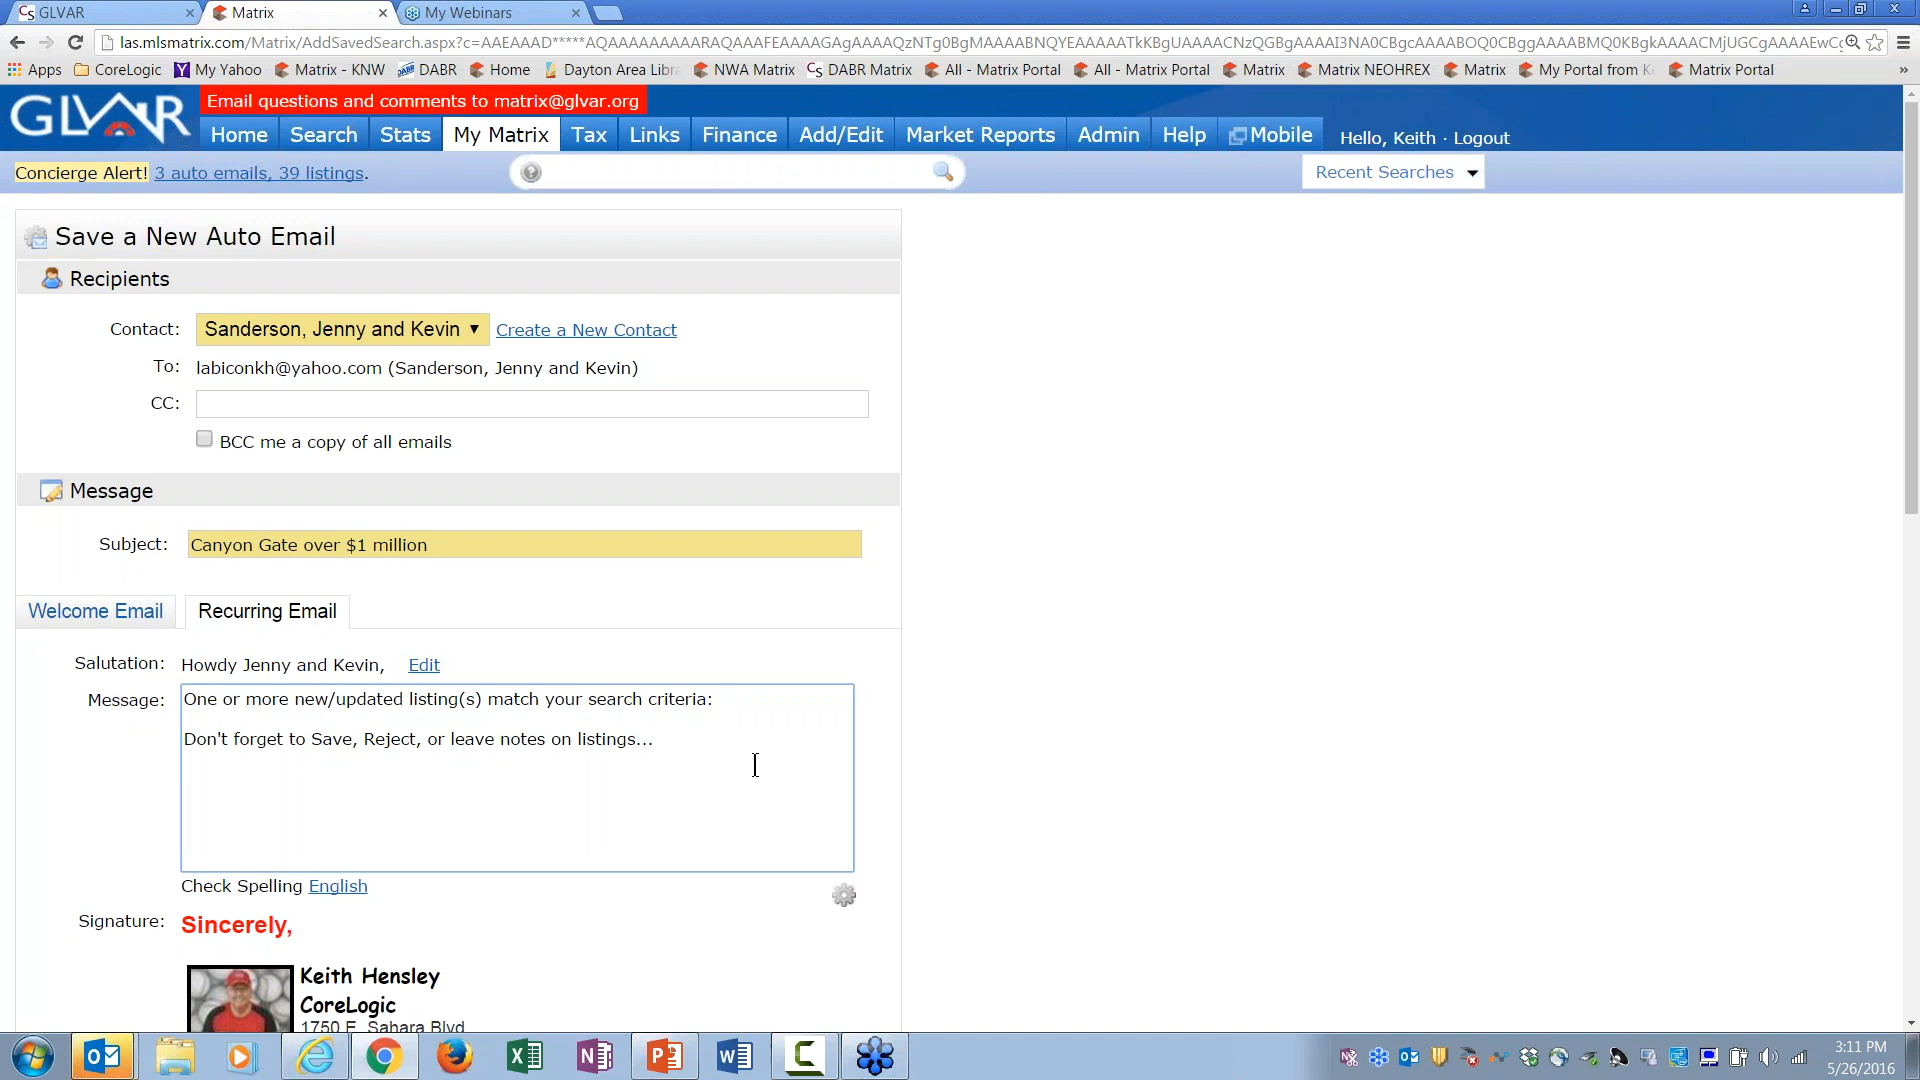 GLVAR
Matrix
My Webinars
las.mlsmatrix.com/Matrix/AddSavedSearch.aspx?c=
Apps
CoreLogic
My Yahoo
Matrix - KNW
DABR
Home
Dayton Area Libra
NWA Matrix
DABR Matrix
All - Matrix Portal
All - Matrix Portal
Matrix
Matrix NEOHREX
Matrix
My Portal from
Matrix Portal
GLVAR
Email questions and comments to matrix@glvar.org
Home Search Stats My Matrix Tax Links Finance Add/Edit Market Reports Admin Help Mobile
Hello, Keith · Logout
Concierge Alert! 3 auto emails, 39 listings.
Recent Searches
Save a New Auto Email
Recipients
Contact: Sanderson, Jenny and Kevin Create a New Contact
To: labiconkh@yahoo.com (Sanderson, Jenny and Kevin)
CC:
BCC me a copy of all emails
Message
Subject: Canyon Gate over $1 million
Welcome Email Recurring Email
Salutation: Howdy Jenny and Kevin, Edit
Message: One or more new/updated listing(s) match your search criteria:
Don't forget to Save, Reject, or leave notes on listings...
Check Spelling English
Signature: Sincerely,
Keith Hensley
CoreLogic
1750 E. Sahara Blvd
3:11 PM
5/26/2016